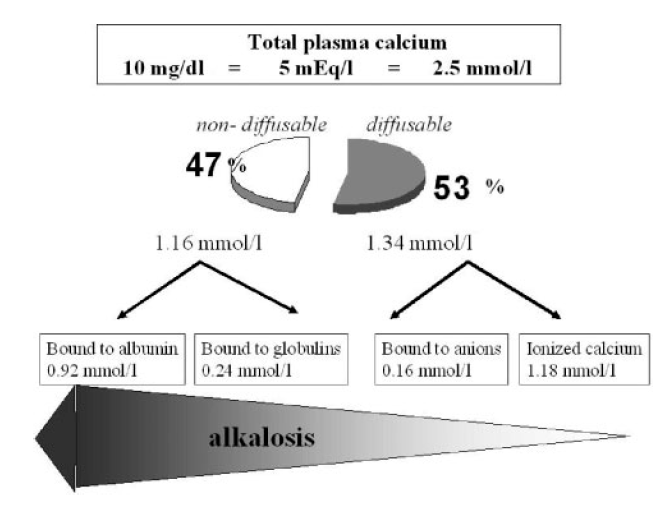 Total plasma calcium
10 mg/dl = 5 mEq/l = 2.5 mmol/l
non- diffusable diffusable
47 % 53 %
1.16 mmol/l 1.34 mmol/l
Bound to albumin
0.92 mmol/l
Bound to globulins
0.24 mmol/l
Bound to anions
0.16 mmol/l
Ionized calcium
1.18 mmol/l
alkalosis